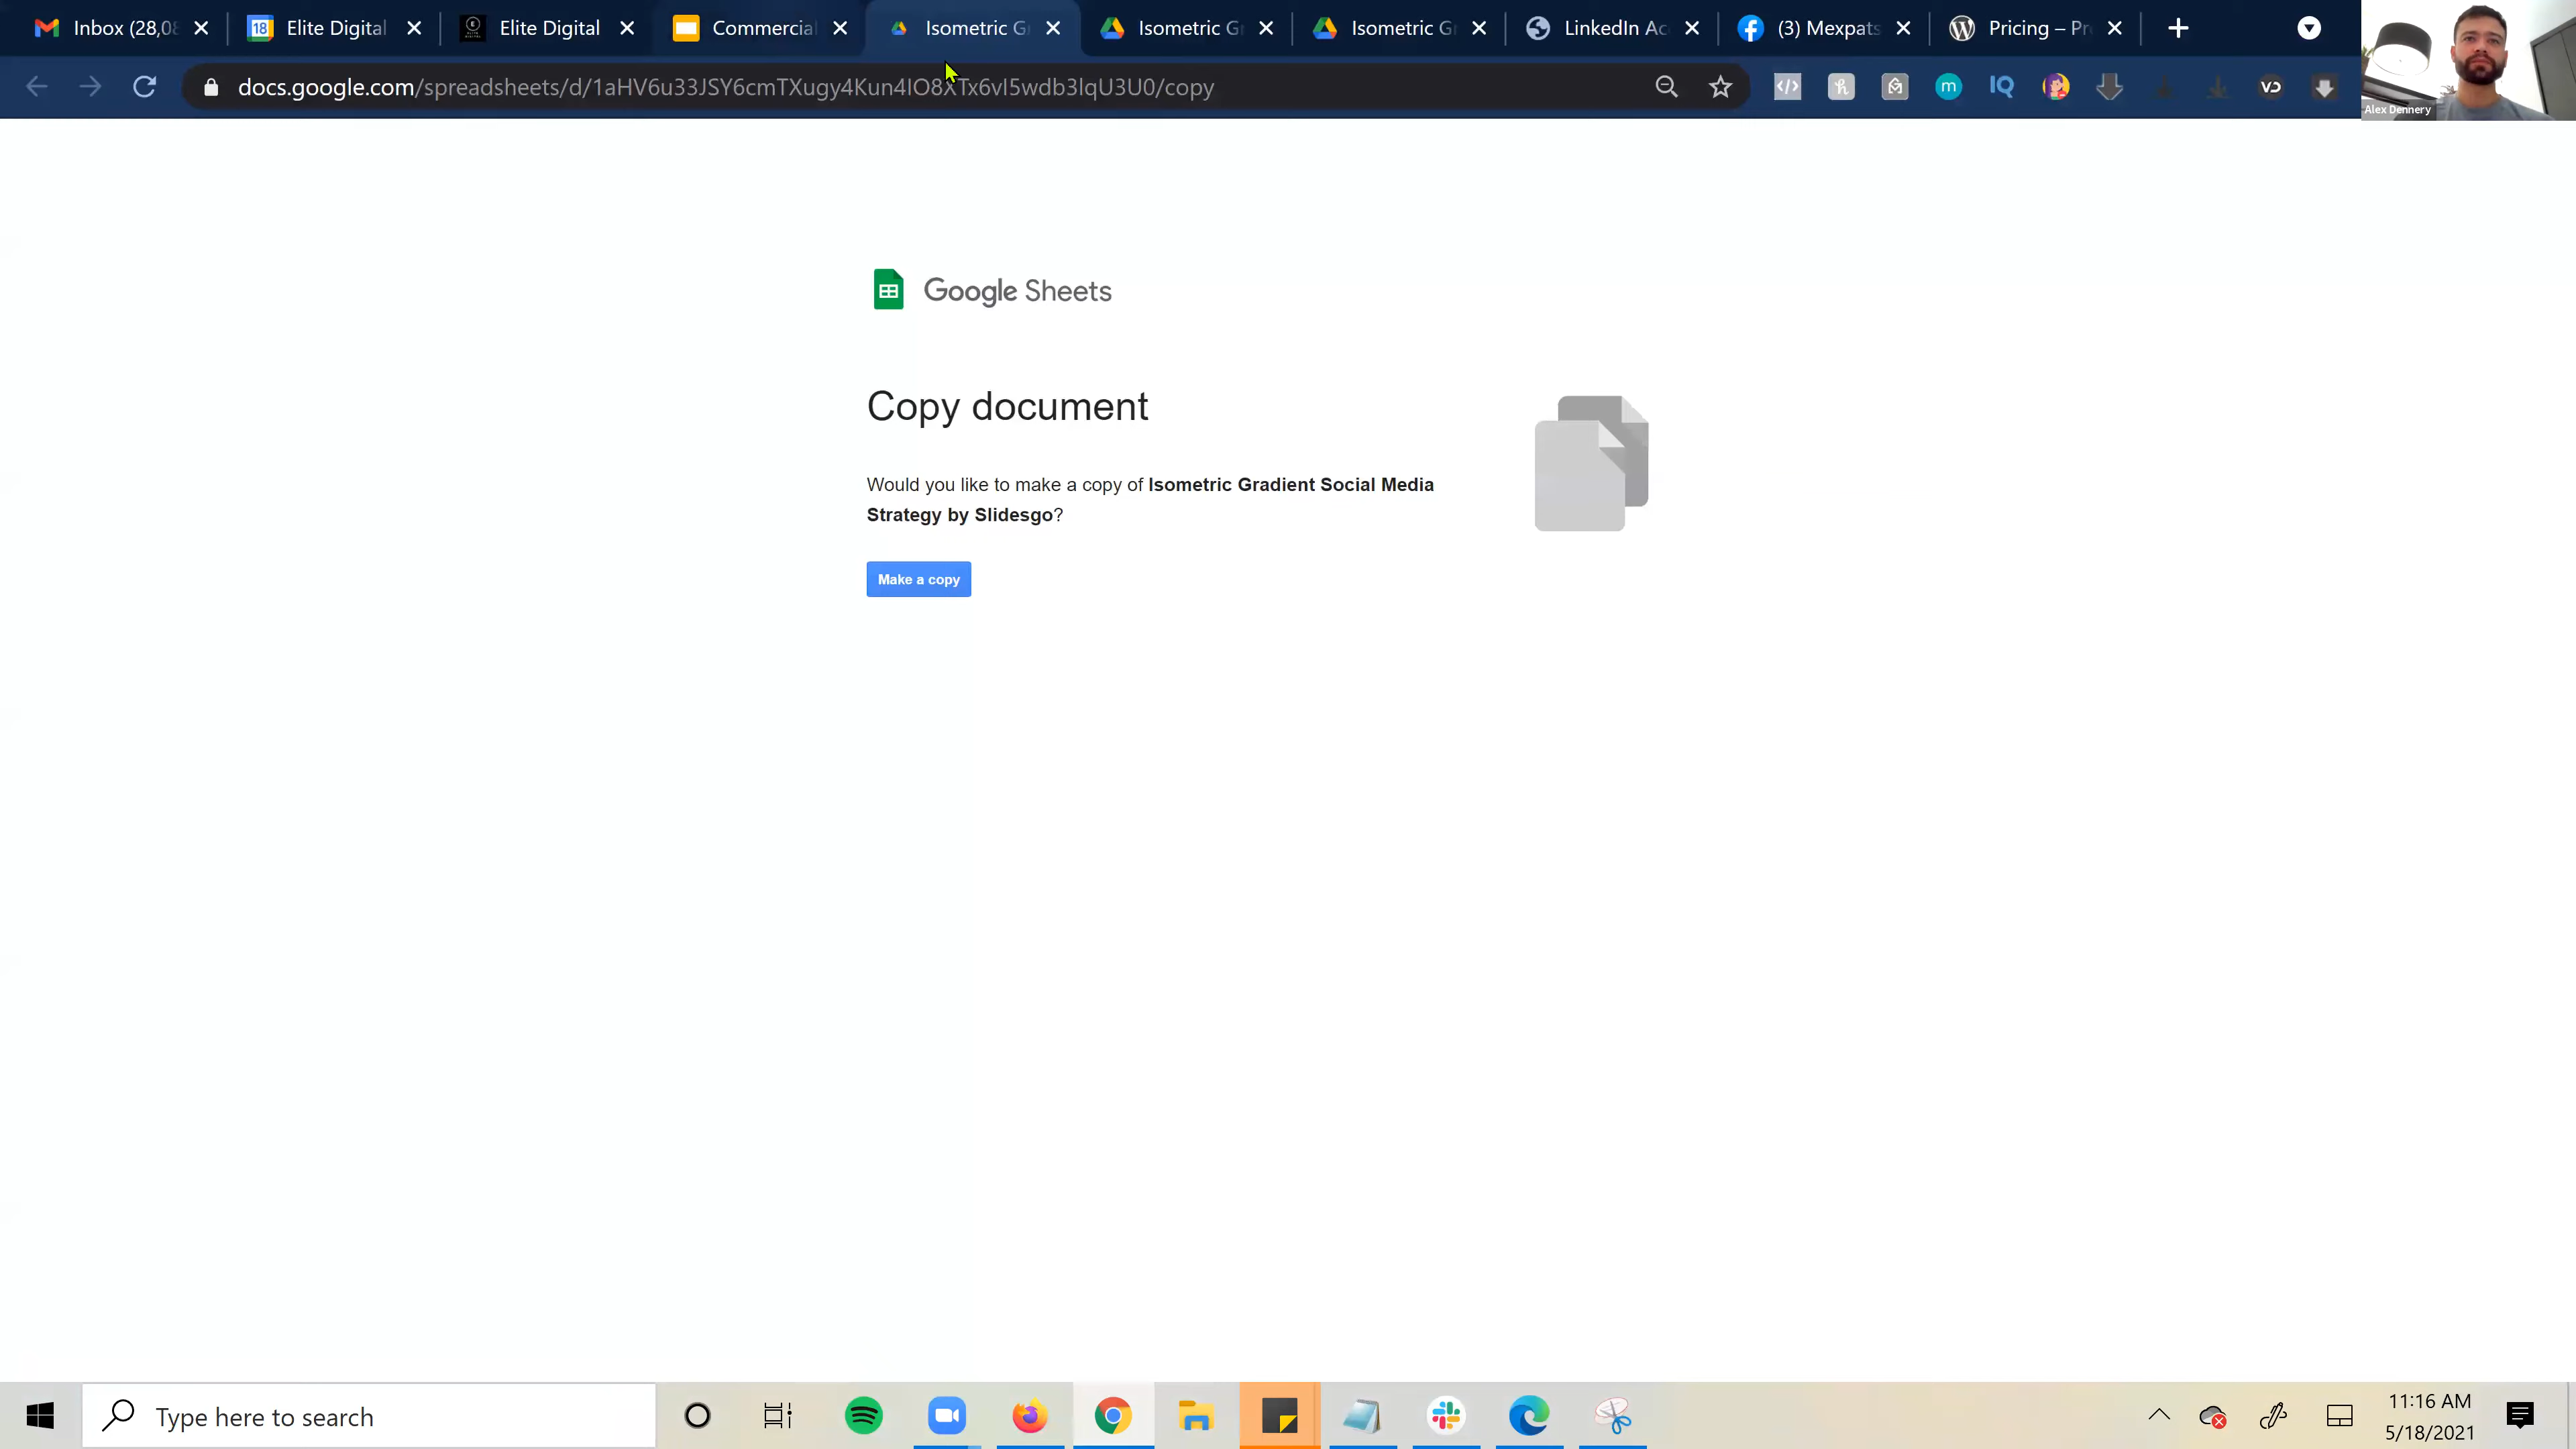 Inbox (28,08
Elite Digital
Elite Digital
Commercial
Isometric G
Isometric G
Isometric Gr
LinkedIn Ac
(3) Mexpats
Pricing – Pr
docs.google.com/spreadsheets/d/1aHV6u33JSY6cmTXugy4Kun4IO8XTx6vI5wdb3lqU3U0/copy
Alex Dennery
Google Sheets
Copy document
Would you like to make a copy of Isometric Gradient Social Media
Strategy by Slidesgo?
Make a copy
Type here to search
11:16 AM
5/18/2021